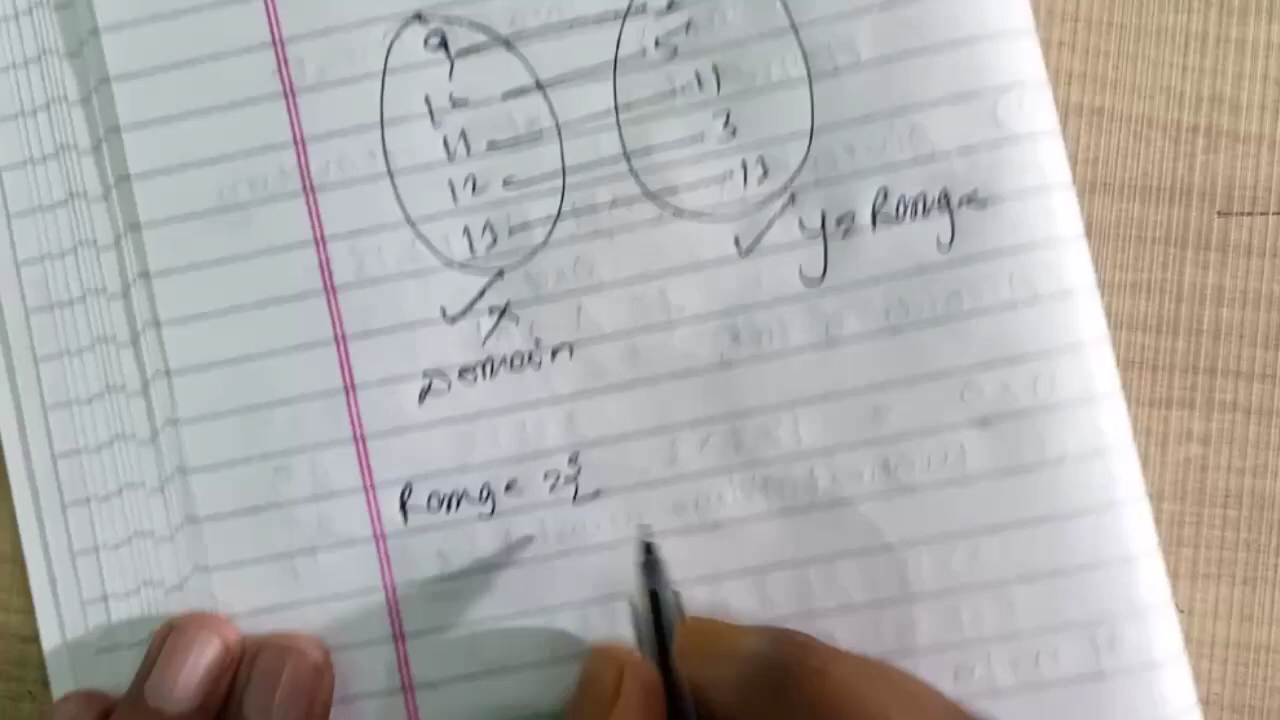 9
5
10
11
11
3
12
13
13
y = Range
x
Domain
Range = {